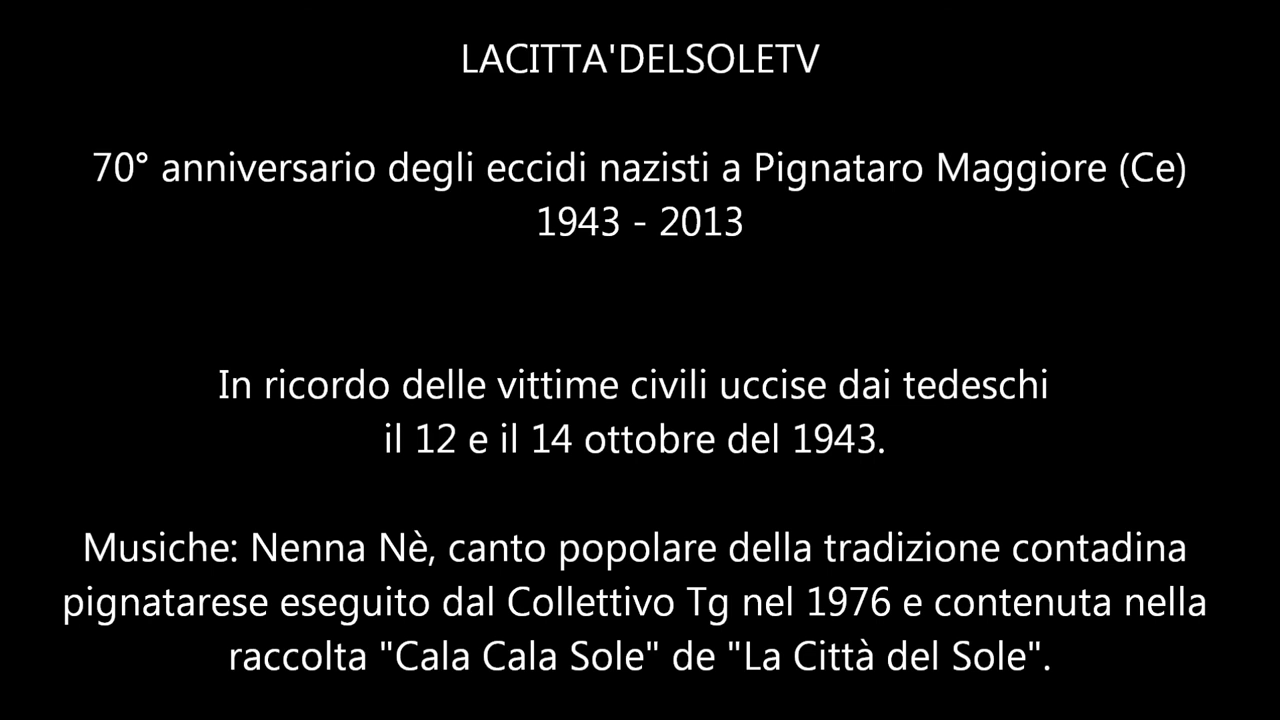 LACITTA'DELSOLETV
70° anniversario degli eccidi nazisti a Pignataro Maggiore (Ce)
1943 - 2013
In ricordo delle vittime civili uccise dai tedeschi
il 12 e il 14 ottobre del 1943.
Musiche: Nenna Nè, canto popolare della tradizione contadina
pignatarese eseguito dal Collettivo Tg nel 1976 e contenuta nella
raccolta "Cala Cala Sole" de "La Città del Sole".